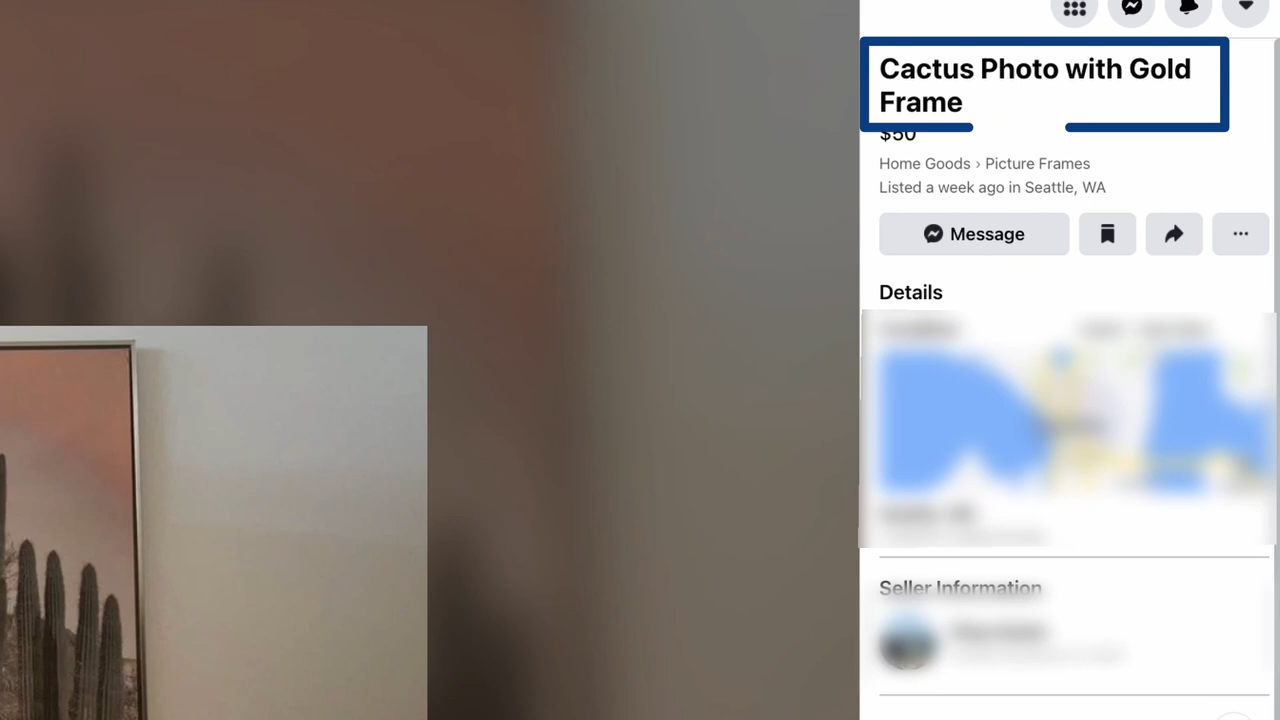 Cactus Photo with Gold
Frame
$50
Home Goods › Picture Frames
Listed a week ago in Seattle, WA
Message
Details
Seller Information